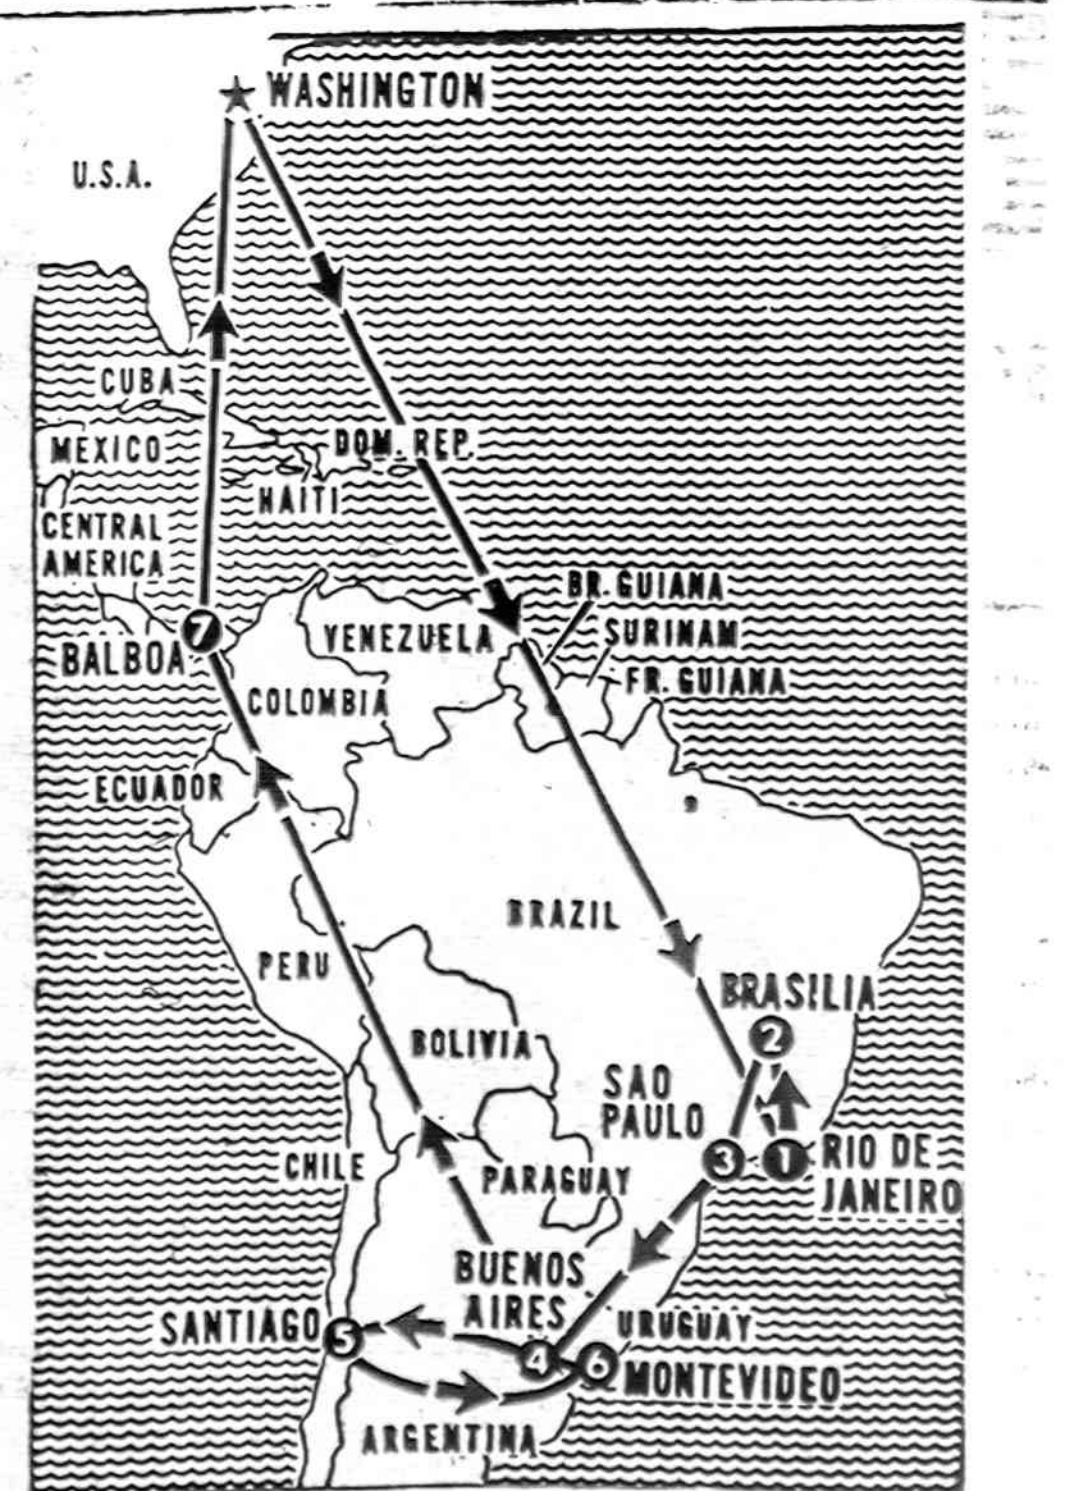 WASHINGTON
U.S.A.
CUBA
DOM. REP.
MEXICO
HAITI
CENTRAL
AMERICA
BR. GUIANA
SURINAM
FR. GUIANA
VENEZUELA
7
BALBOA
COLOMBIA
ECUADOR
BRAZIL
PERU
BRASILIA
2
BOLIVIA
SAO
PAULO
3
1
RIO DE
JANEIRO
CHILE
PARAGUAY
BUENOS
AIRES
SANTIAGO
5
4
6
URUGUAY
MONTEVIDEO
ARGENTINA